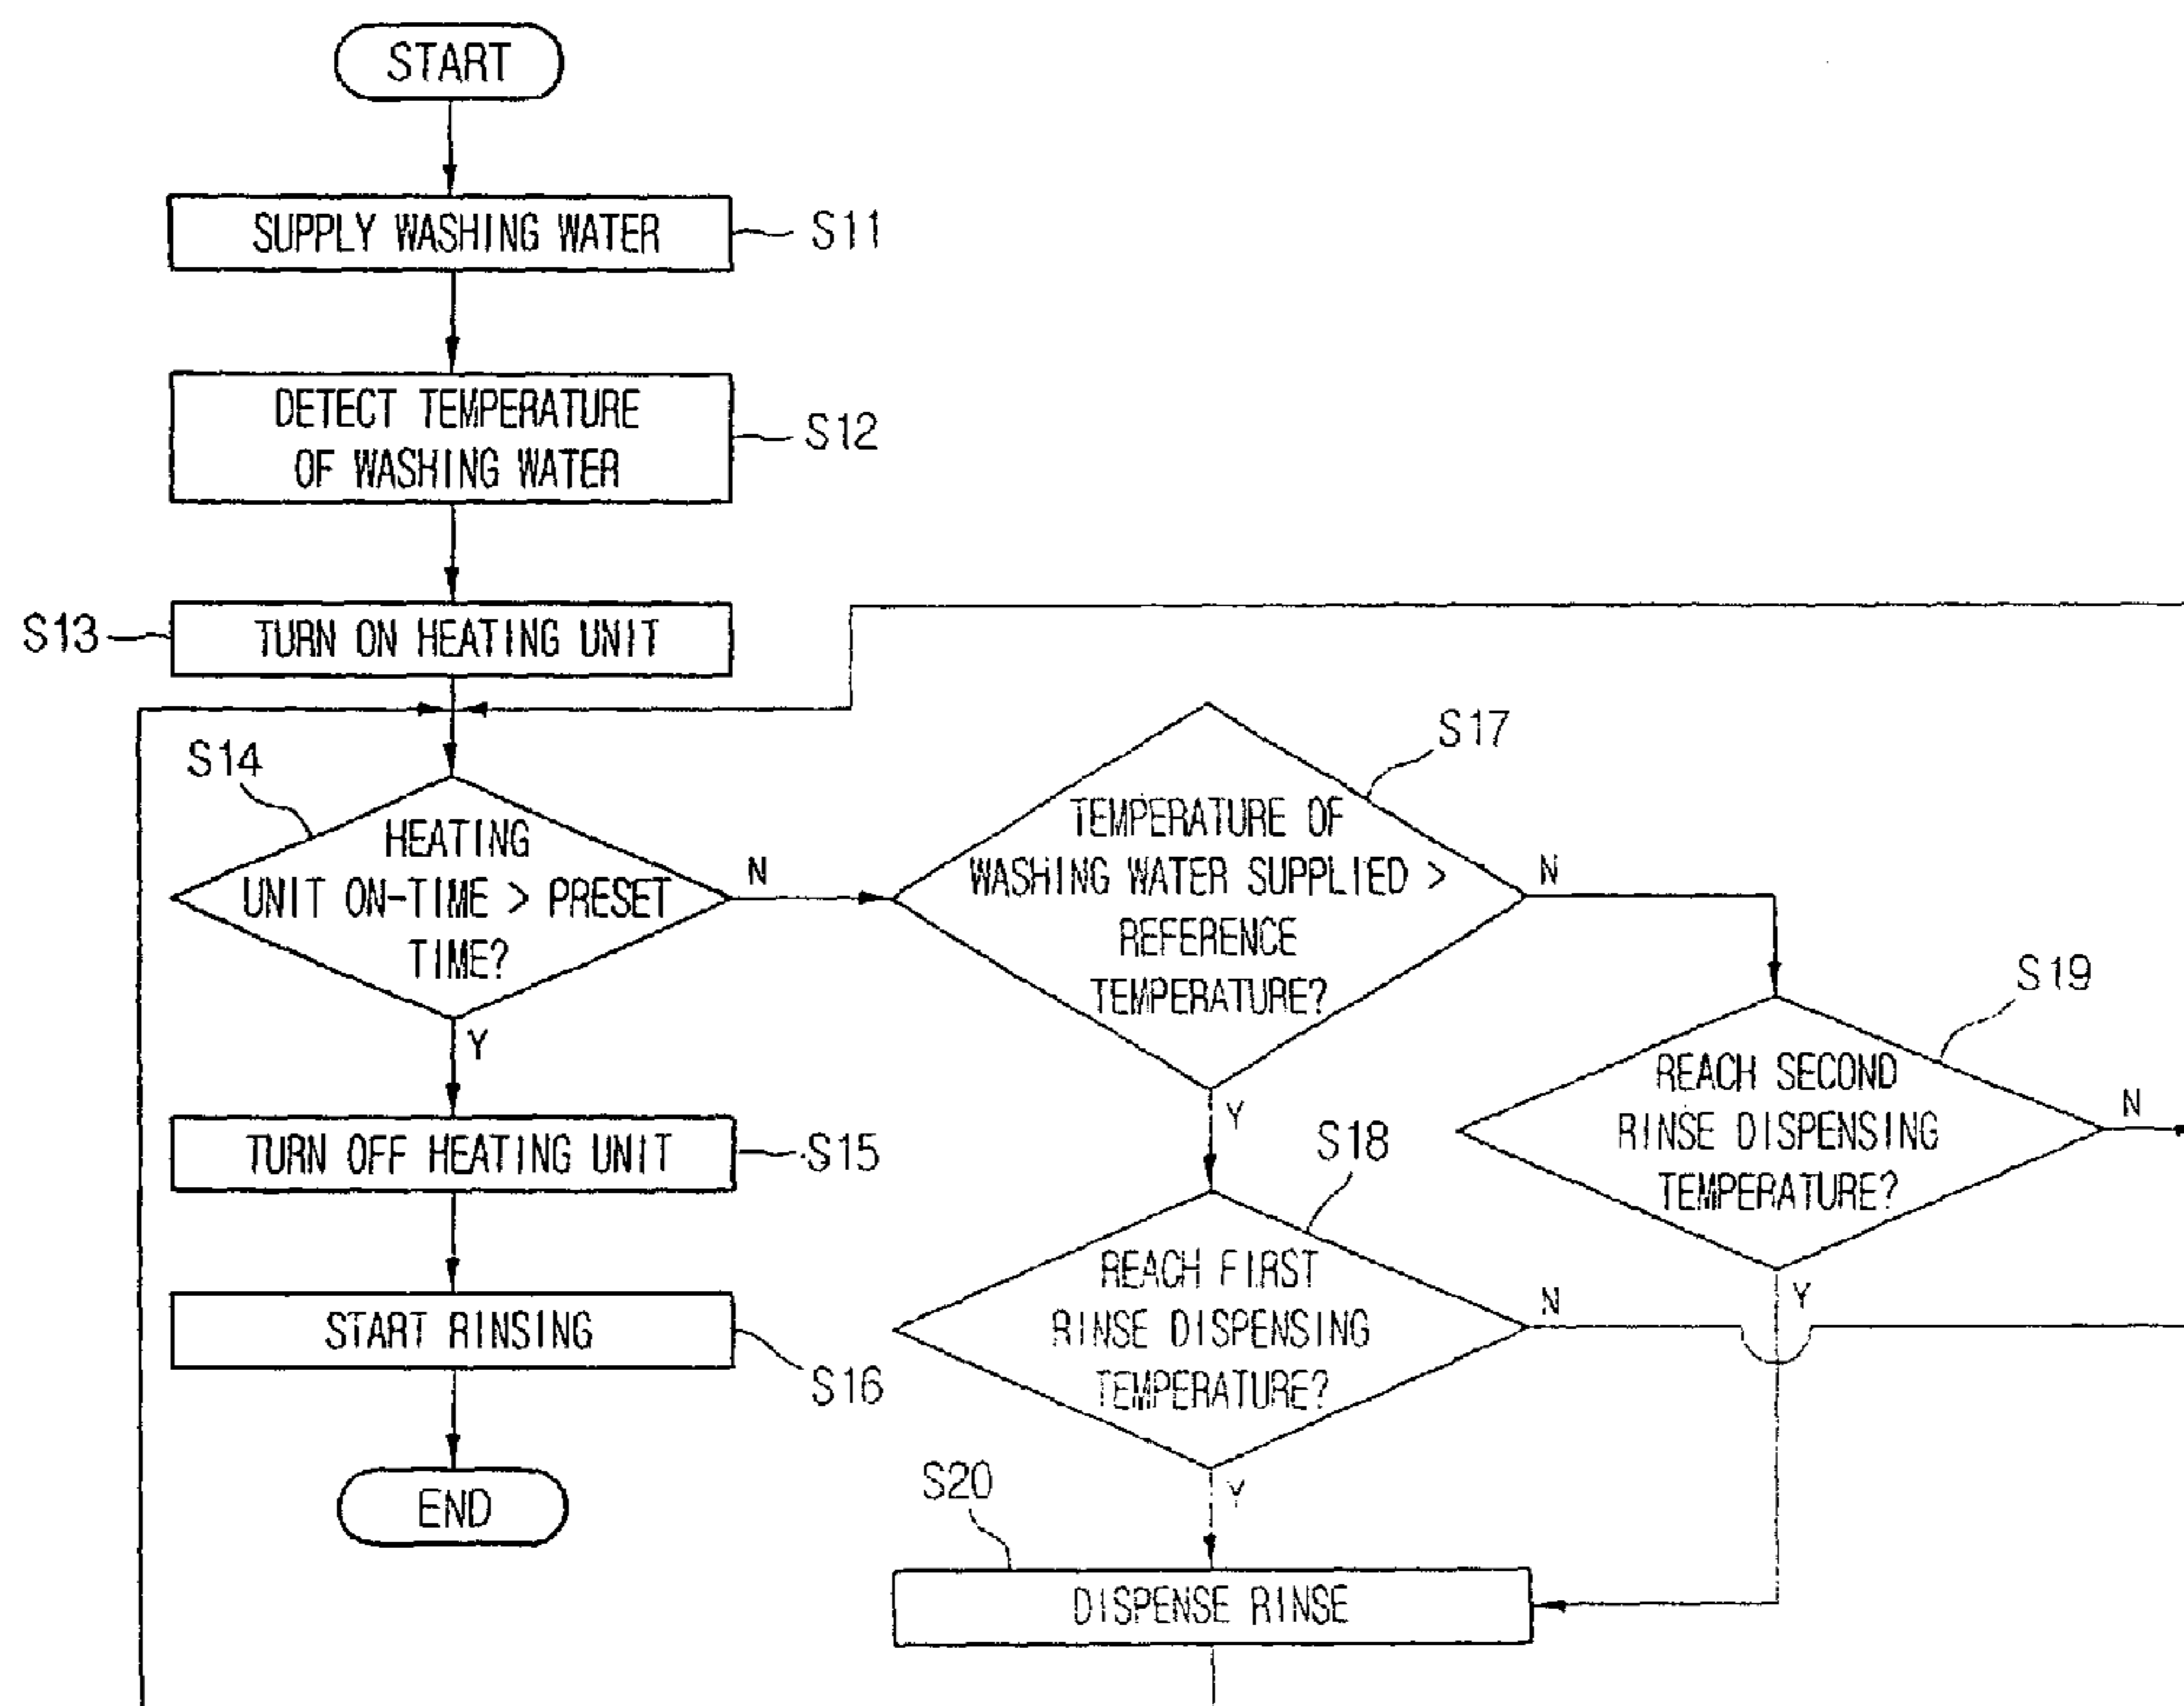 START
SUPPLY WASHING WATER
S11
DETECT TEMPERATURE
OF WASHING WATER
S12
S13
TURN ON HEATING UNIT
S14
HEATING
UNIT ON-TIME > PRESET
TIME?
N
Y
TURN OFF HEATING UNIT
S15
START RINSING
S16
END
S17
TEMPERATURE OF
WASHING WATER SUPPLIED >
REFERENCE
TEMPERATURE?
N
Y
S18
REACH FIRST
RINSE DISPENSING
TEMPERATURE?
N
Y
S19
REACH SECOND
RINSE DISPENSING
TEMPERATURE?
N
Y
S20
DISPENSE RINSE